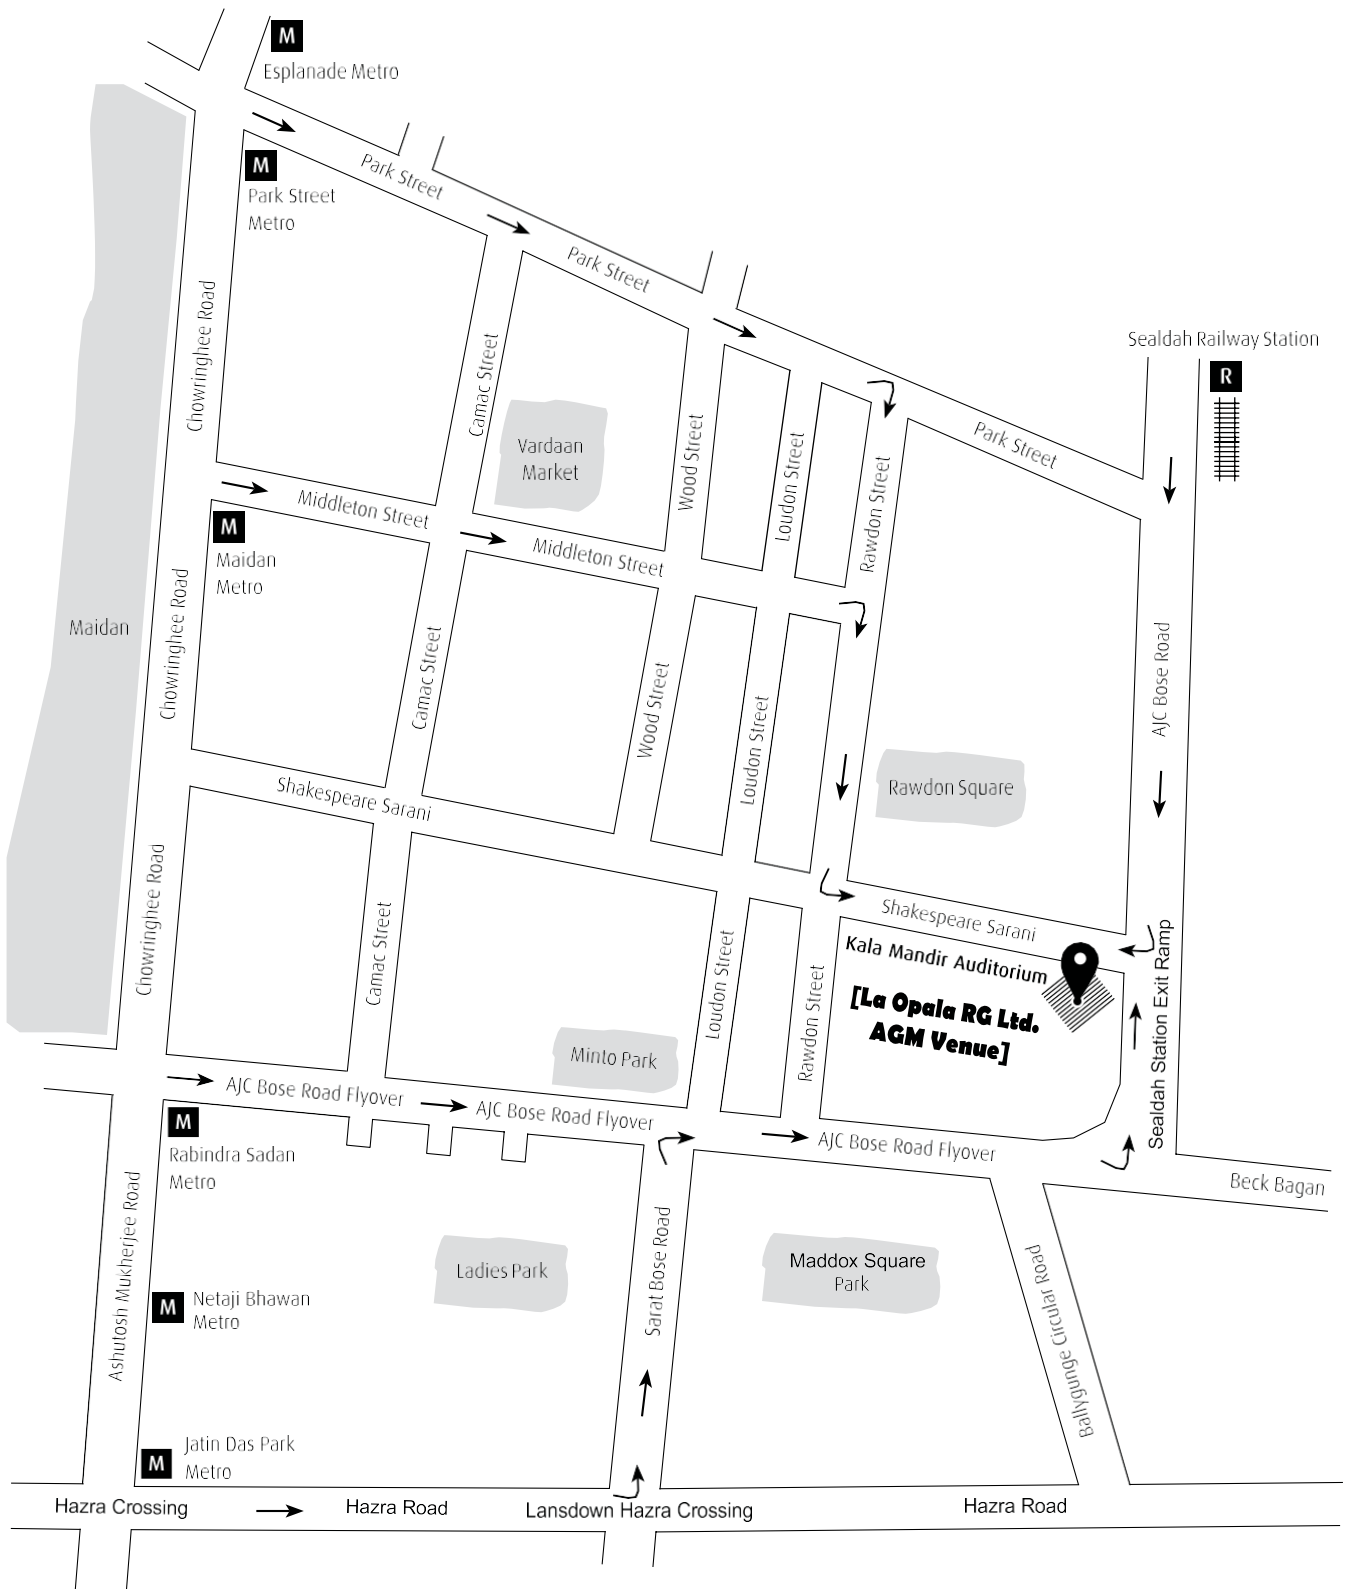 M
Esplanade Metro
M
Park Street
Metro
Park Street
Park Street
Park Street
Sealdah Railway Station
R
Chowringhee Road
Camac Street
Vardaan
Market
Wood Street
Loudon Street
Rawdon Street
Middleton Street
Middleton Street
M
Maidan
Metro
Maidan
Chowringhee Road
Camac Street
Wood Street
Loudon Street
AJC Bose Road
Rawdon Square
Shakespeare Sarani
Chowringhee Road
Camac Street
Loudon Street
Rawdon Street
Shakespeare Sarani
Kala Mandir Auditorium
[La Opala RG Ltd.
AGM Venue]
Sealdah Station Exit Ramp
Minto Park
AJC Bose Road Flyover
AJC Bose Road Flyover
AJC Bose Road Flyover
M
Rabindra Sadan
Metro
Beck Bagan
Ashutosh Mukherjee Road
Sarat Bose Road
Ladies Park
Maddox Square
Park
Ballygunge Circular Road
M
Netaji Bhawan
Metro
M
Jatin Das Park
Metro
Hazra Crossing
Hazra Road
Lansdown Hazra Crossing
Hazra Road